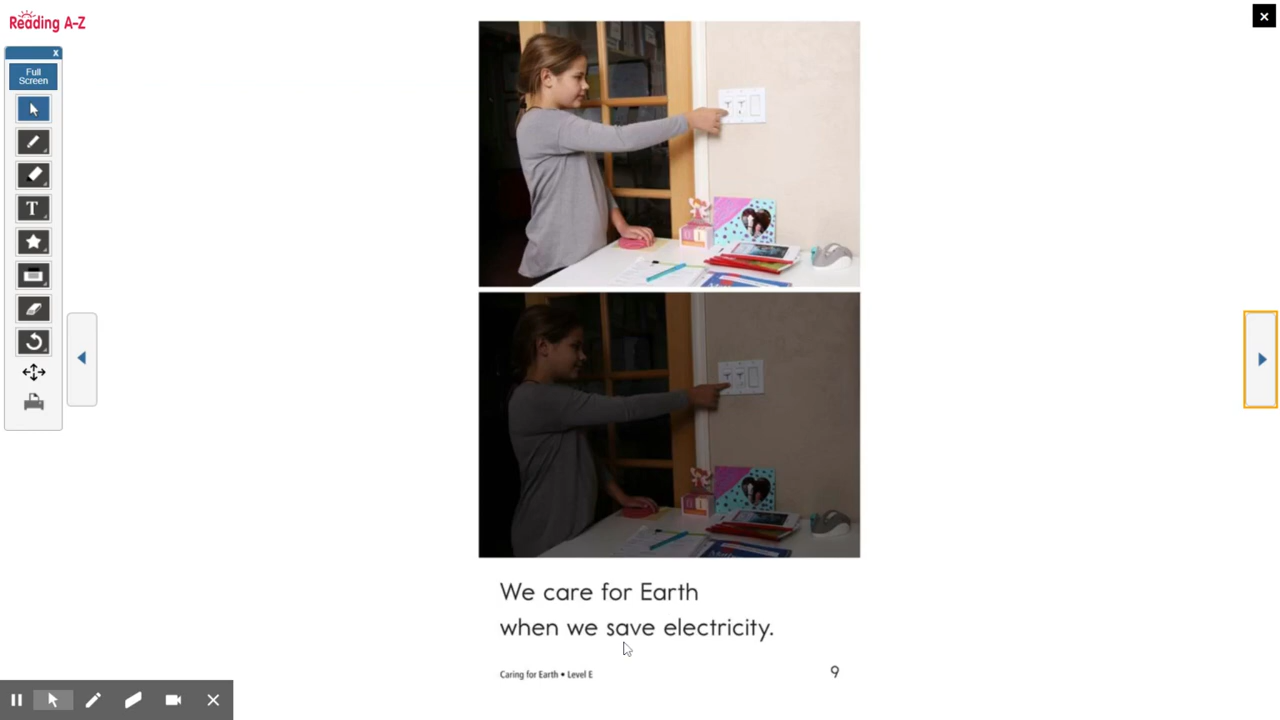 Reading A-Z
x
Full
Screen
T
We care for Earth
when we save electricity.
Caring for Earth • Level E
9